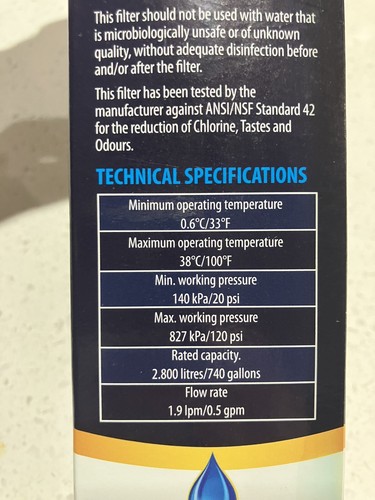 This filter should not be used with water that
is microbiologically unsafe or of unknown
quality, without adequate disinfection before
and/or after the filter.
This filter has been tested by the
manufacturer against ANSI/NSF Standard 42
for the reduction of Chlorine, Tastes and
Odours.
TECHNICAL SPECIFICATIONS
Minimum operating temperature
0.6°C/33°F
Maximum operating temperature
38°C/100°F
Min. working pressure
140 kPa/20 psi
Max. working pressure
827 kPa/120 psi
Rated capacity.
2.800 litres/740 gallons
Flow rate
1.9 lpm/0.5 gpm